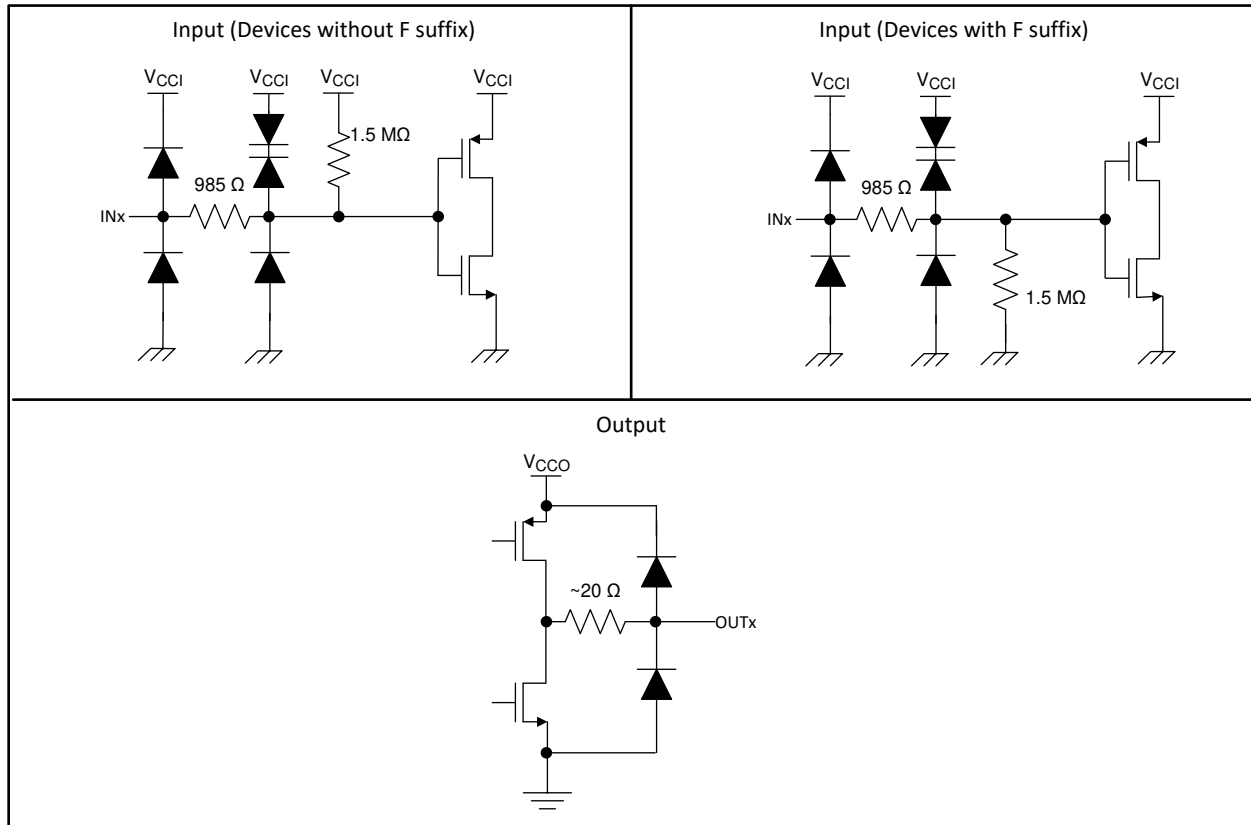 Input (Devices without F suffix)
VCCI VCCI VCCI VCCI
1.5 MΩ
985 Ω
INx
Input (Devices with F suffix)
VCCI VCCI VCCI
985 Ω
INx
1.5 MΩ
Output
VCCO
~20 Ω
OUTx